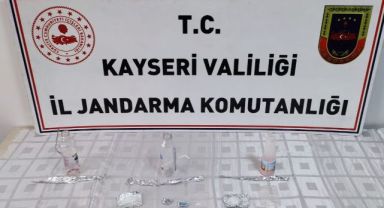 T.C.
KAYSERİ VALİLİĞİ
İL JANDARMA KOMUTANLIĞI